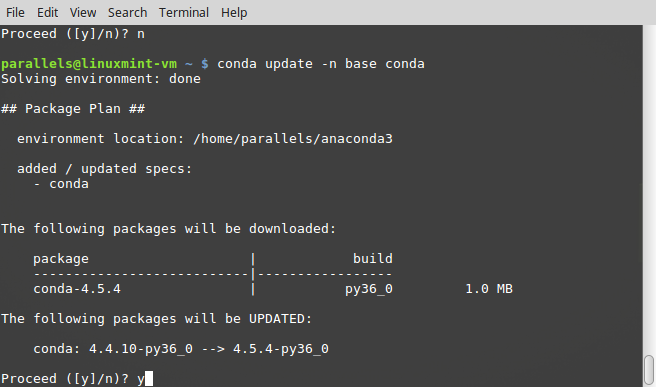 File Edit View Search Terminal Help
Proceed ([y]/n)? n
parallels@linuxmint-vm ~ $ conda update -n base conda
Solving environment: done
## Package Plan ##
environment location: /home/parallels/anaconda3
added / updated specs:
- conda
The following packages will be downloaded:
package | build
---------------------------|-----------------
conda-4.5.4 | py36_0 1.0 MB
The following packages will be UPDATED:
conda: 4.4.10-py36_0 --> 4.5.4-py36_0
Proceed ([y]/n)? y